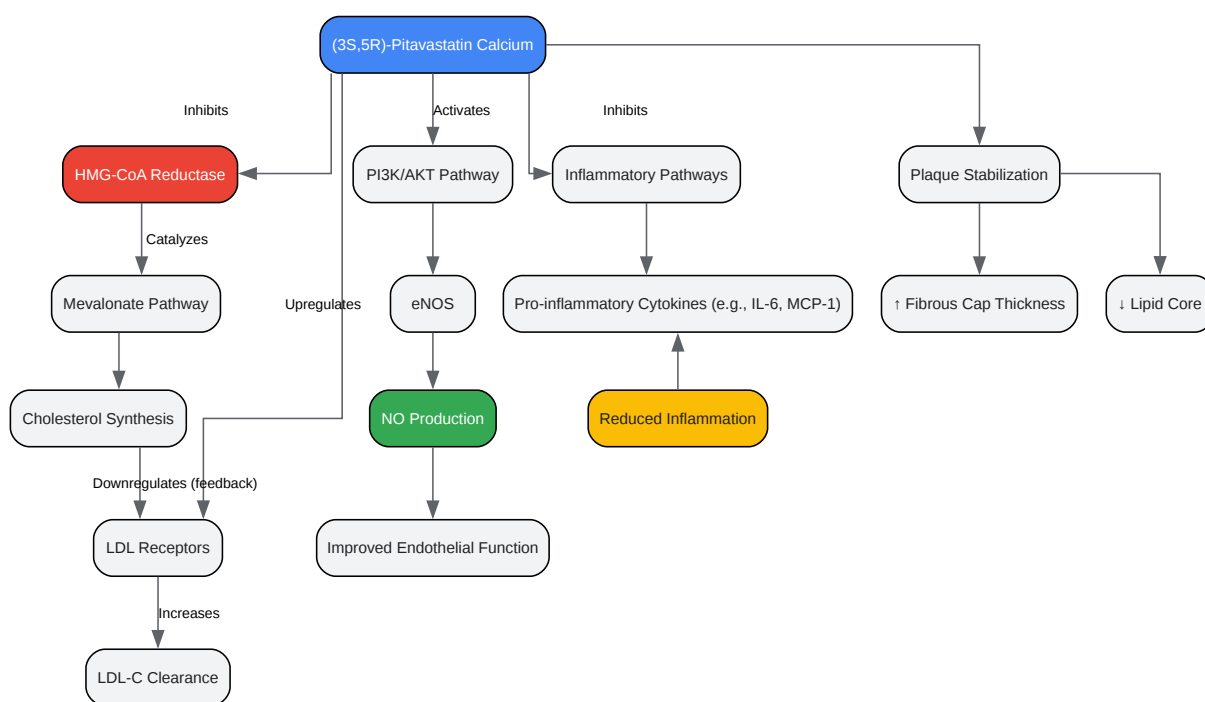 (3S,5R)-Pitavastatin Calcium
Inhibits
Activates
Inhibits
HMG-CoA Reductase
PI3K/AKT Pathway
Inflammatory Pathways
Plaque Stabilization
Catalyzes
Mevalonate Pathway
Upregulates
eNOS
Pro-inflammatory Cytokines (e.g., IL-6, MCP-1)
↑ Fibrous Cap Thickness
↓ Lipid Core
Cholesterol Synthesis
NO Production
Reduced Inflammation
Downregulates (feedback)
LDL Receptors
Improved Endothelial Function
Increases
LDL-C Clearance